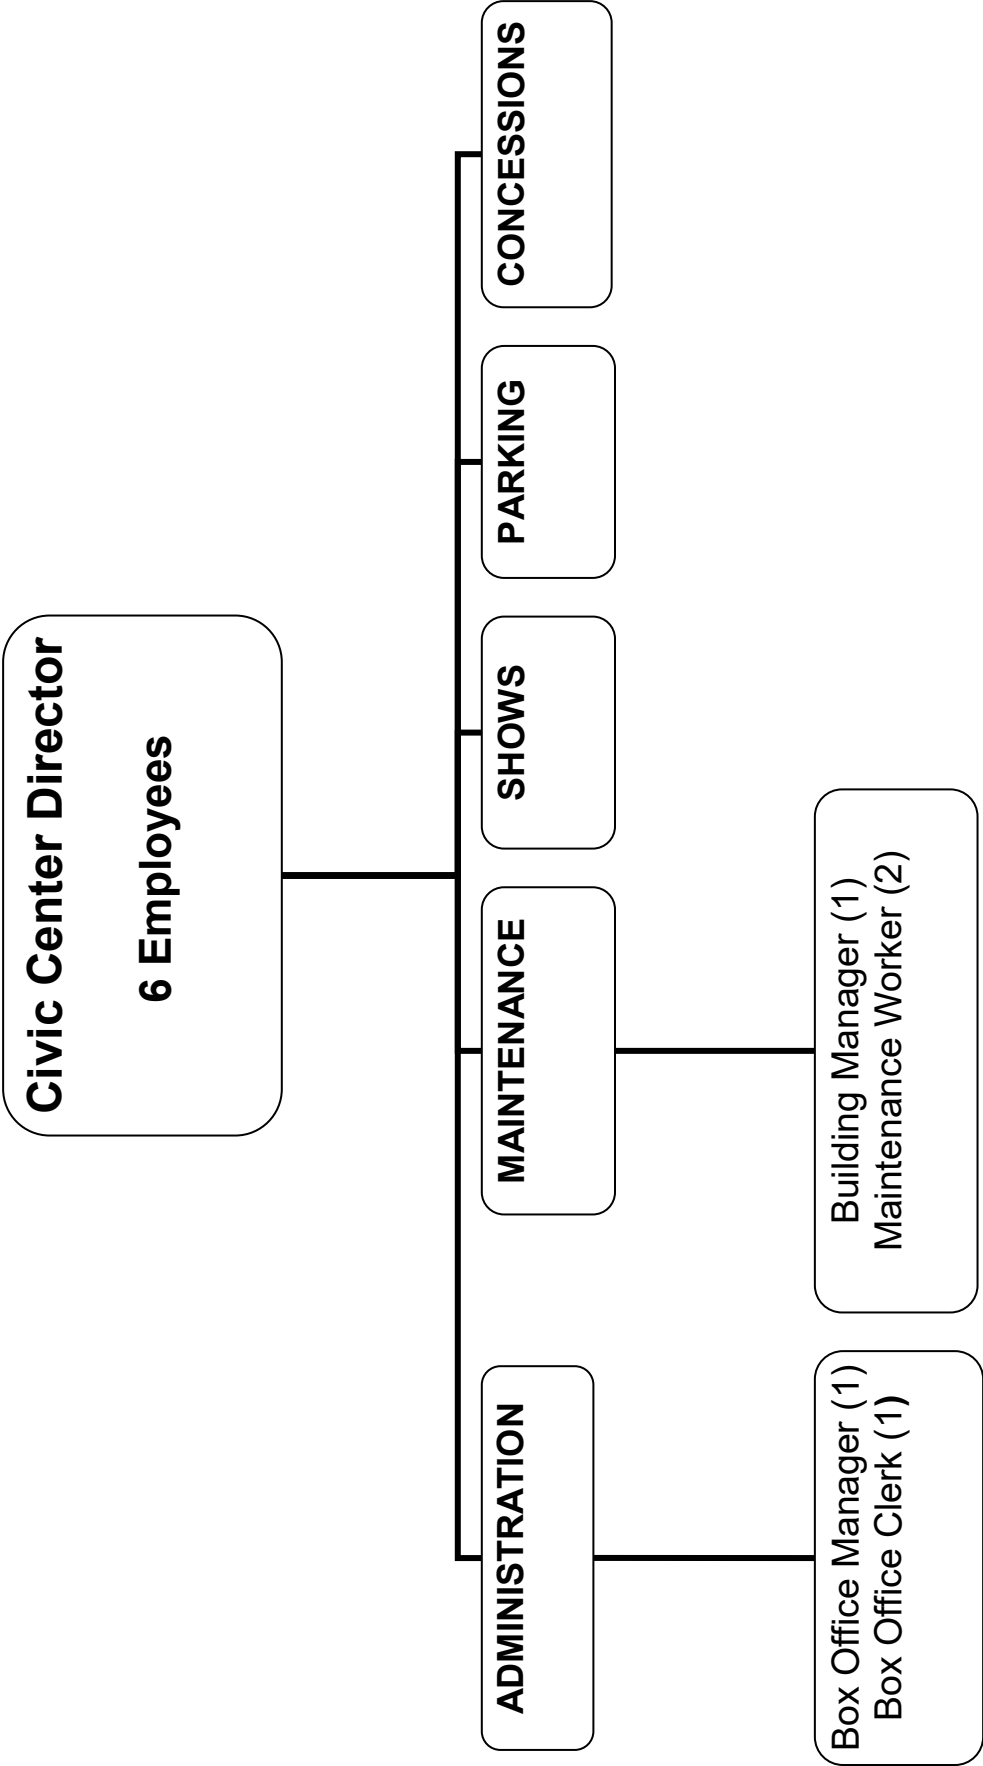 Civic Center Director
6 Employees
ADMINISTRATION
MAINTENANCE
SHOWS
PARKING
CONCESSIONS
Box Office Manager (1)
Box Office Clerk (1)
Building Manager (1)
Maintenance Worker (2)